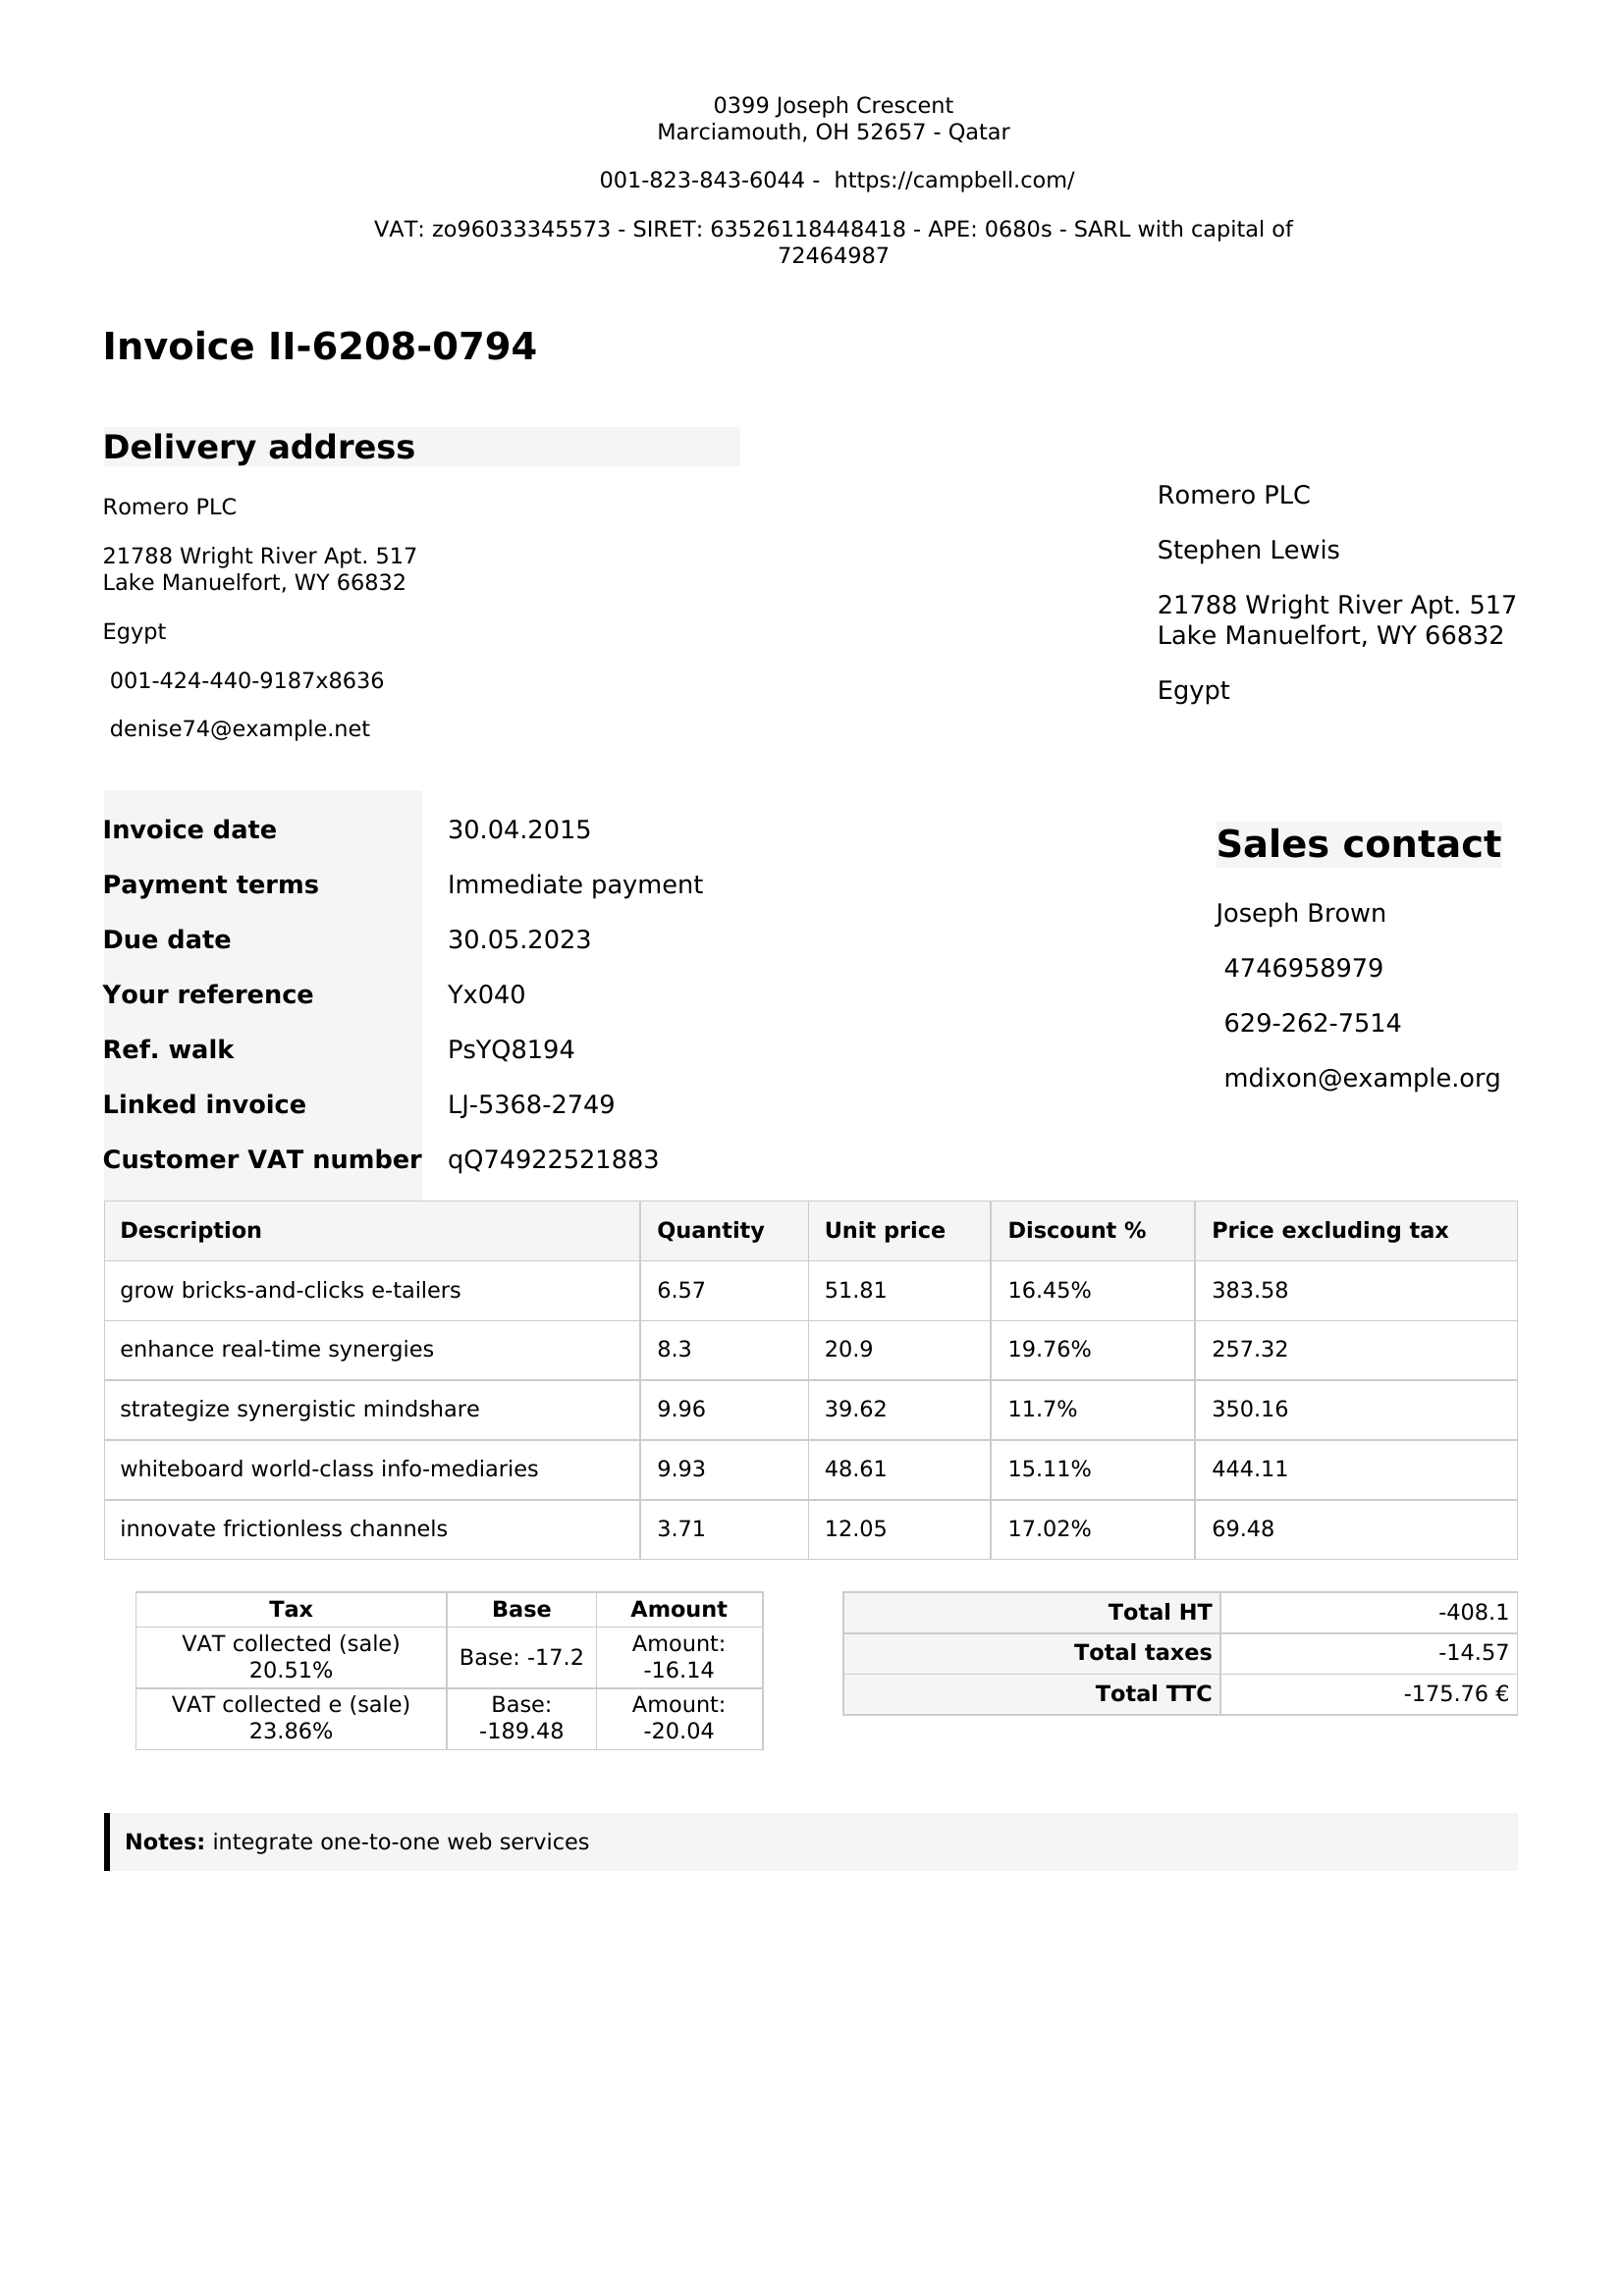 0399 Joseph Crescent
Marciamouth, OH 52657 - Qatar
001-823-843-6044 - https://campbell.com/
VAT: zo96033345573 - SIRET: 63526118448418 - APE: 0680s - SARL with capital of
72464987
Invoice II-6208-0794
Delivery address
Romero PLC
21788 Wright River Apt. 517
Lake Manuelfort, WY 66832
Egypt
001-424-440-9187x8636
denise74@example.net
Romero PLC
Stephen Lewis
21788 Wright River Apt. 517
Lake Manuelfort, WY 66832
Egypt
Invoice date 30.04.2015
Payment terms Immediate payment
Due date 30.05.2023
Your reference Yx040
Ref. walk PsYQ8194
Linked invoice LJ-5368-2749
Customer VAT number qQ74922521883
Sales contact
Joseph Brown
4746958979
629-262-7514
mdixon@example.org
Description Quantity Unit price Discount % Price excluding tax
grow bricks-and-clicks e-tailers 6.57 51.81 16.45% 383.58
enhance real-time synergies 8.3 20.9 19.76% 257.32
strategize synergistic mindshare 9.96 39.62 11.7% 350.16
whiteboard world-class info-mediaries 9.93 48.61 15.11% 444.11
innovate frictionless channels 3.71 12.05 17.02% 69.48
Tax Base Amount
VAT collected (sale) 20.51% Base: -17.2 Amount: -16.14
VAT collected e (sale) 23.86% Base: -189.48 Amount: -20.04
Total HT -408.1
Total taxes -14.57
Total TTC -175.76 €
Notes: integrate one-to-one web services